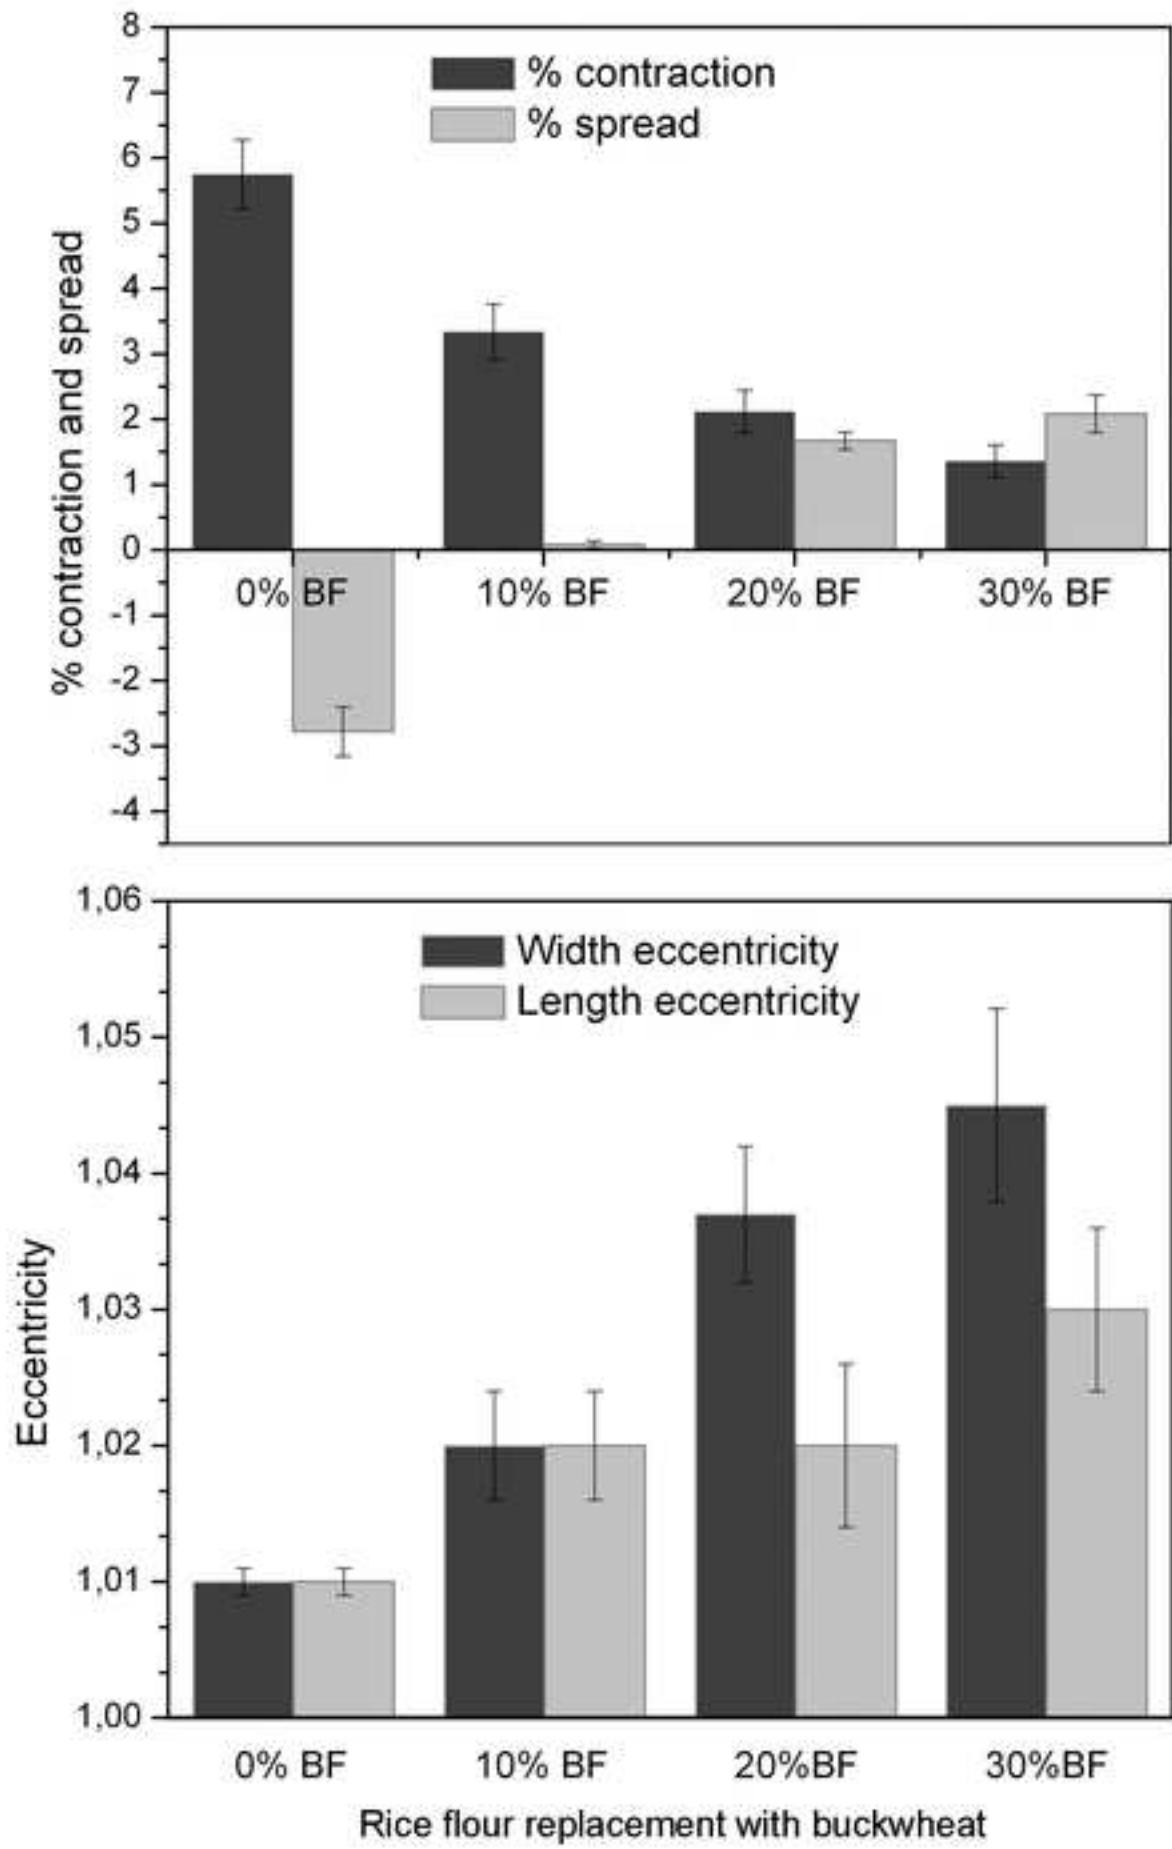 8
7
6
5
4
3
2
1
0
-1
-2
-3
-4
% contraction and spread
% contraction
% spread
0% BF 10% BF 20% BF 30% BF
1,06
1,05
1,04
1,03
1,02
1,01
1,00
Eccentricity
Width eccentricity
Length eccentricity
0% BF 10% BF 20%BF 30%BF
Rice flour replacement with buckwheat